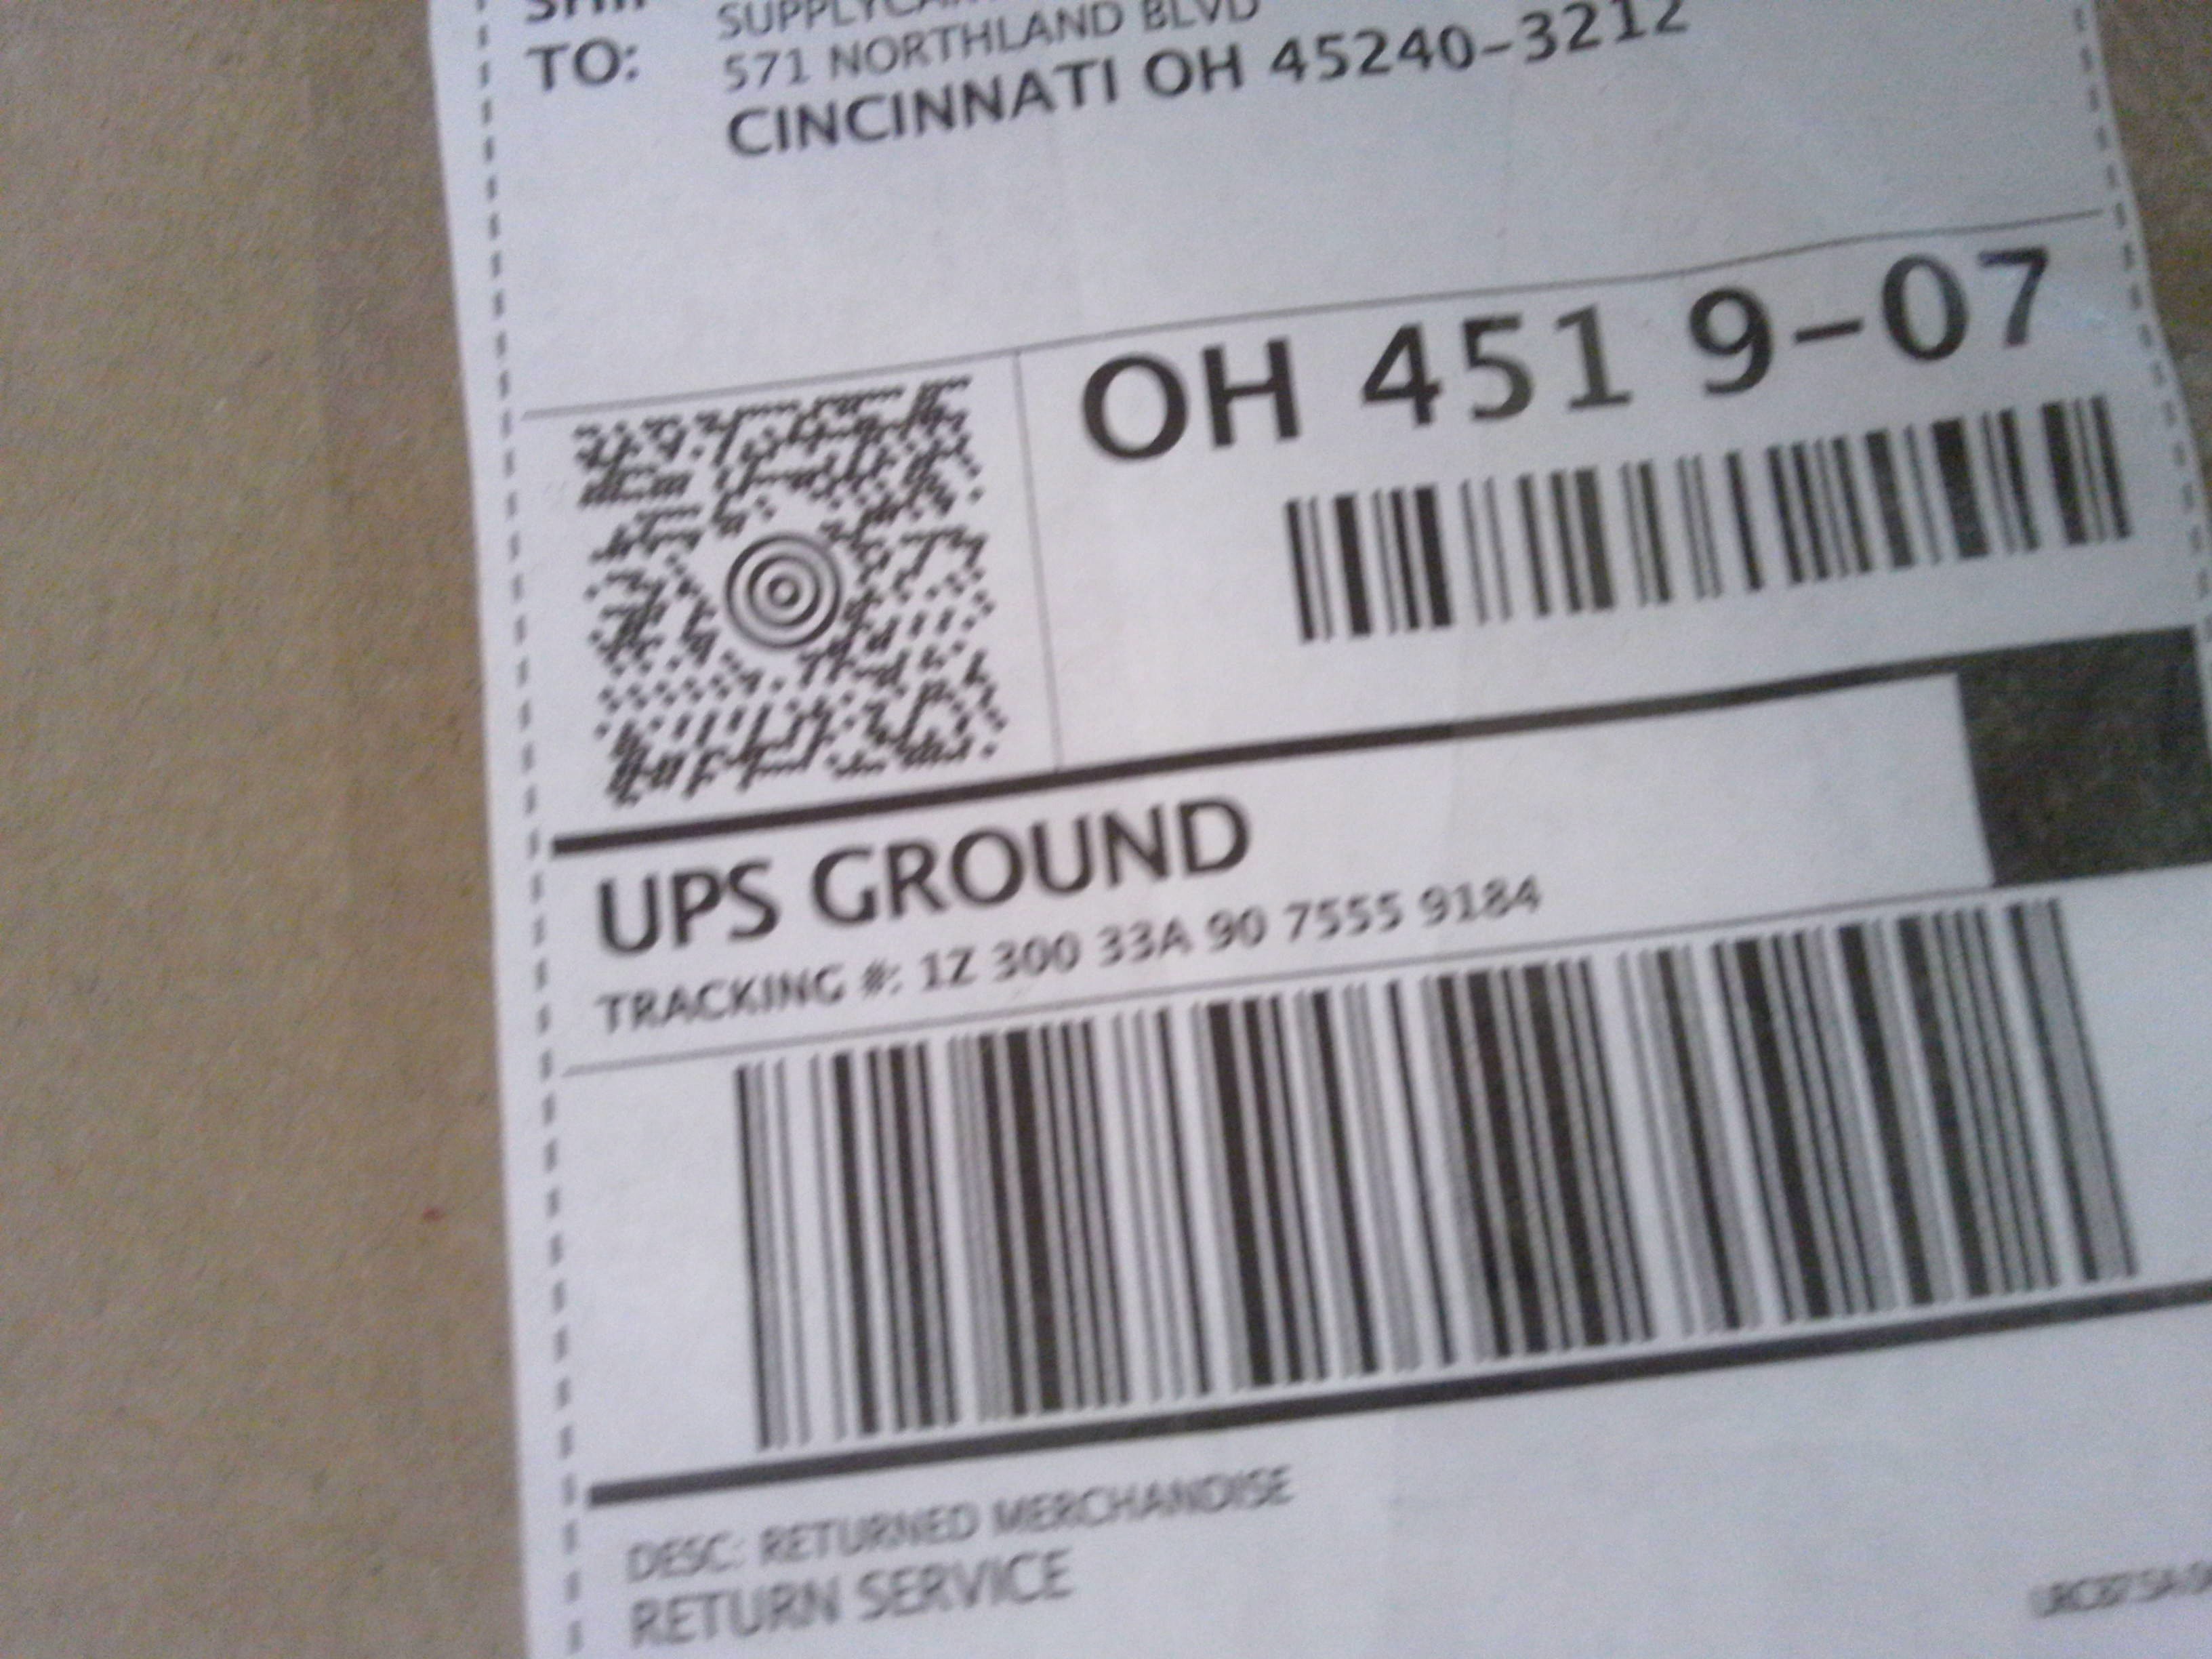 TO:
571 NORTHLAND BLVD
CINCINNATI OH 45240-3212
OH 451 9-07
UPS GROUND
TRACKING #: 1Z 300 33A 90 7555 9184
DESC: RETURNED MERCHANDISE
RETURN SERVICE